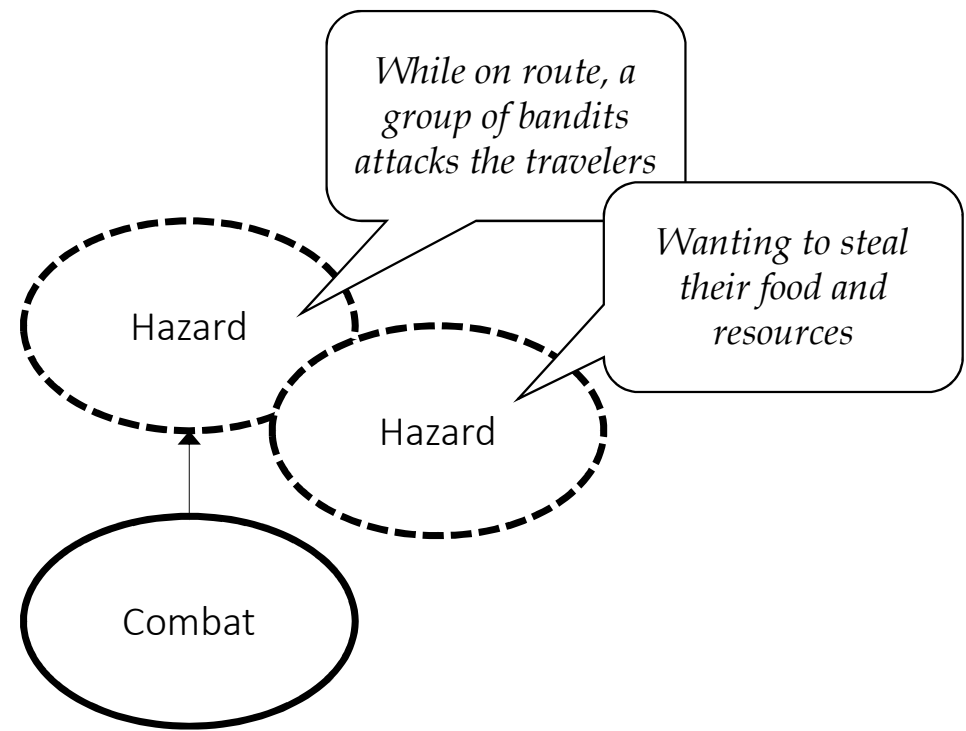 While on route, a
group of bandits
attacks the travelers
Wanting to steal
their food and
resources
Hazard
Hazard
Combat